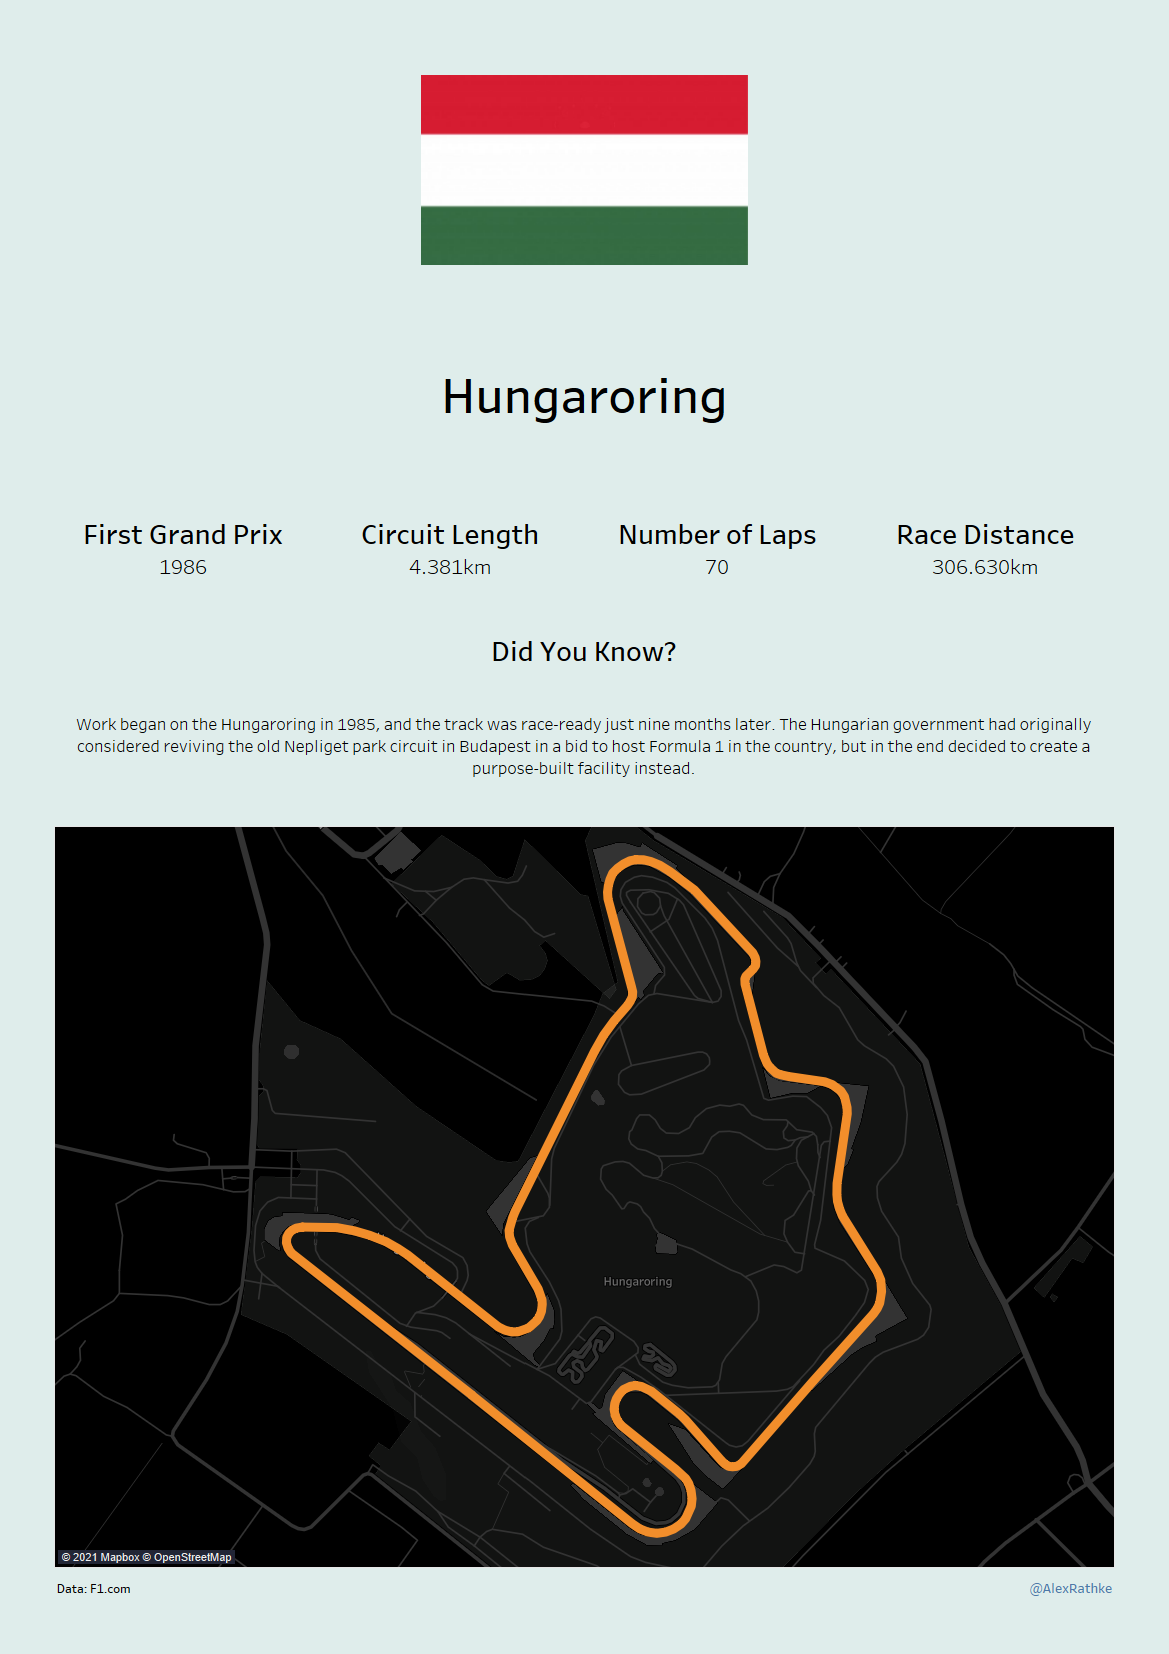 Hungaroring
First Grand Prix
1986
Circuit Length
4.381km
Number of Laps
70
Race Distance
306.630km
Did You Know?
Work began on the Hungaroring in 1985, and the track was race-ready just nine months later. The Hungarian government had originally
considered reviving the old Nepliget park circuit in Budapest in a bid to host Formula 1 in the country, but in the end decided to create a
purpose-built facility instead.
Hungaroring
© 2021 Mapbox © OpenStreetMap
Data: F1.com
@AlexRathke